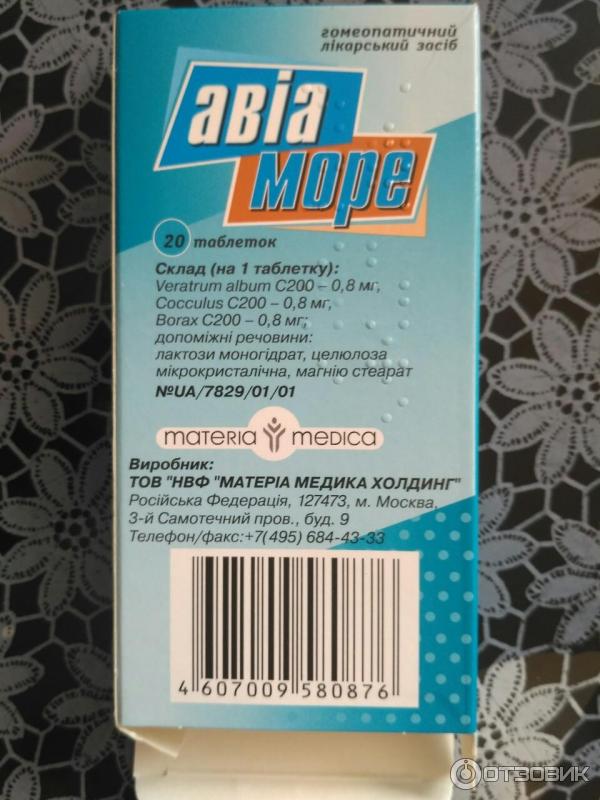 гомеопатичний
лікарський засіб
авіа
море
20 таблеток
Склад (на 1 таблетку):
Veratrum album C200 – 0,8 мг,
Cocculus C200 – 0,8 мг,
Borax C200 – 0,8 мг;
допоміжні речовини:
лактози моногідрат, целюлоза
мікрокристалічна, магнію стеарат
№UA/7829/01/01
materia medica
Виробник:
ТОВ "НВФ "МАТЕРІА МЕДИКА ХОЛДИНГ"
Російська Федерація, 127473, м. Москва,
3-й Самотечний пров., буд. 9
Телефон/факс:+7(495) 684-43-33
4 607009 580876
ОТЗОВИК